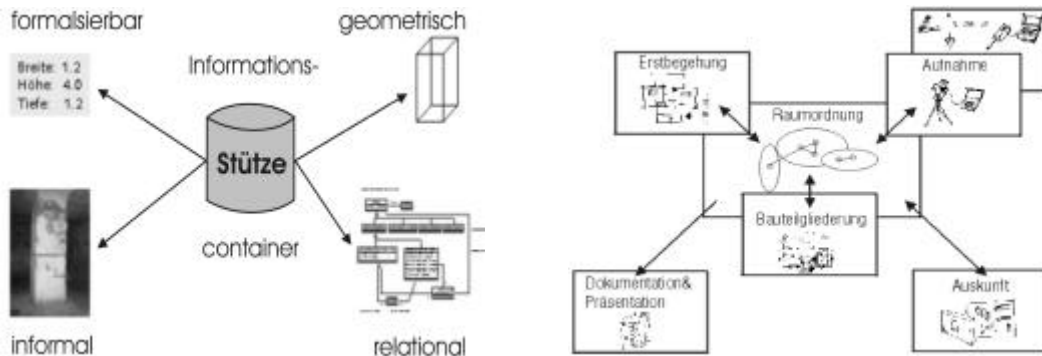 formalsierbar
geometrisch
Breite: 1.2
Höhe: 4.0
Tiefe: 1.2
Informations-
Stütze
container
informal
relational
Erstbegehung
Aufnahme
Raumordnung
Bauteilgliederung
Dokumentation&
Präsentation
Auskunft